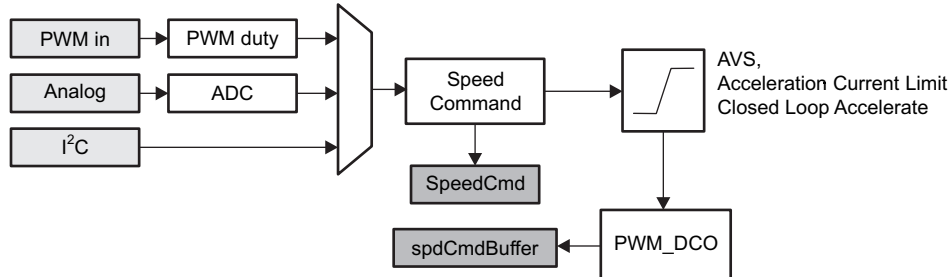 PWM in
PWM duty
Analog
ADC
I²C
Speed
Command
AVS,
Acceleration Current Limit
Closed Loop Accelerate
SpeedCmd
spdCmdBuffer
PWM_DCO